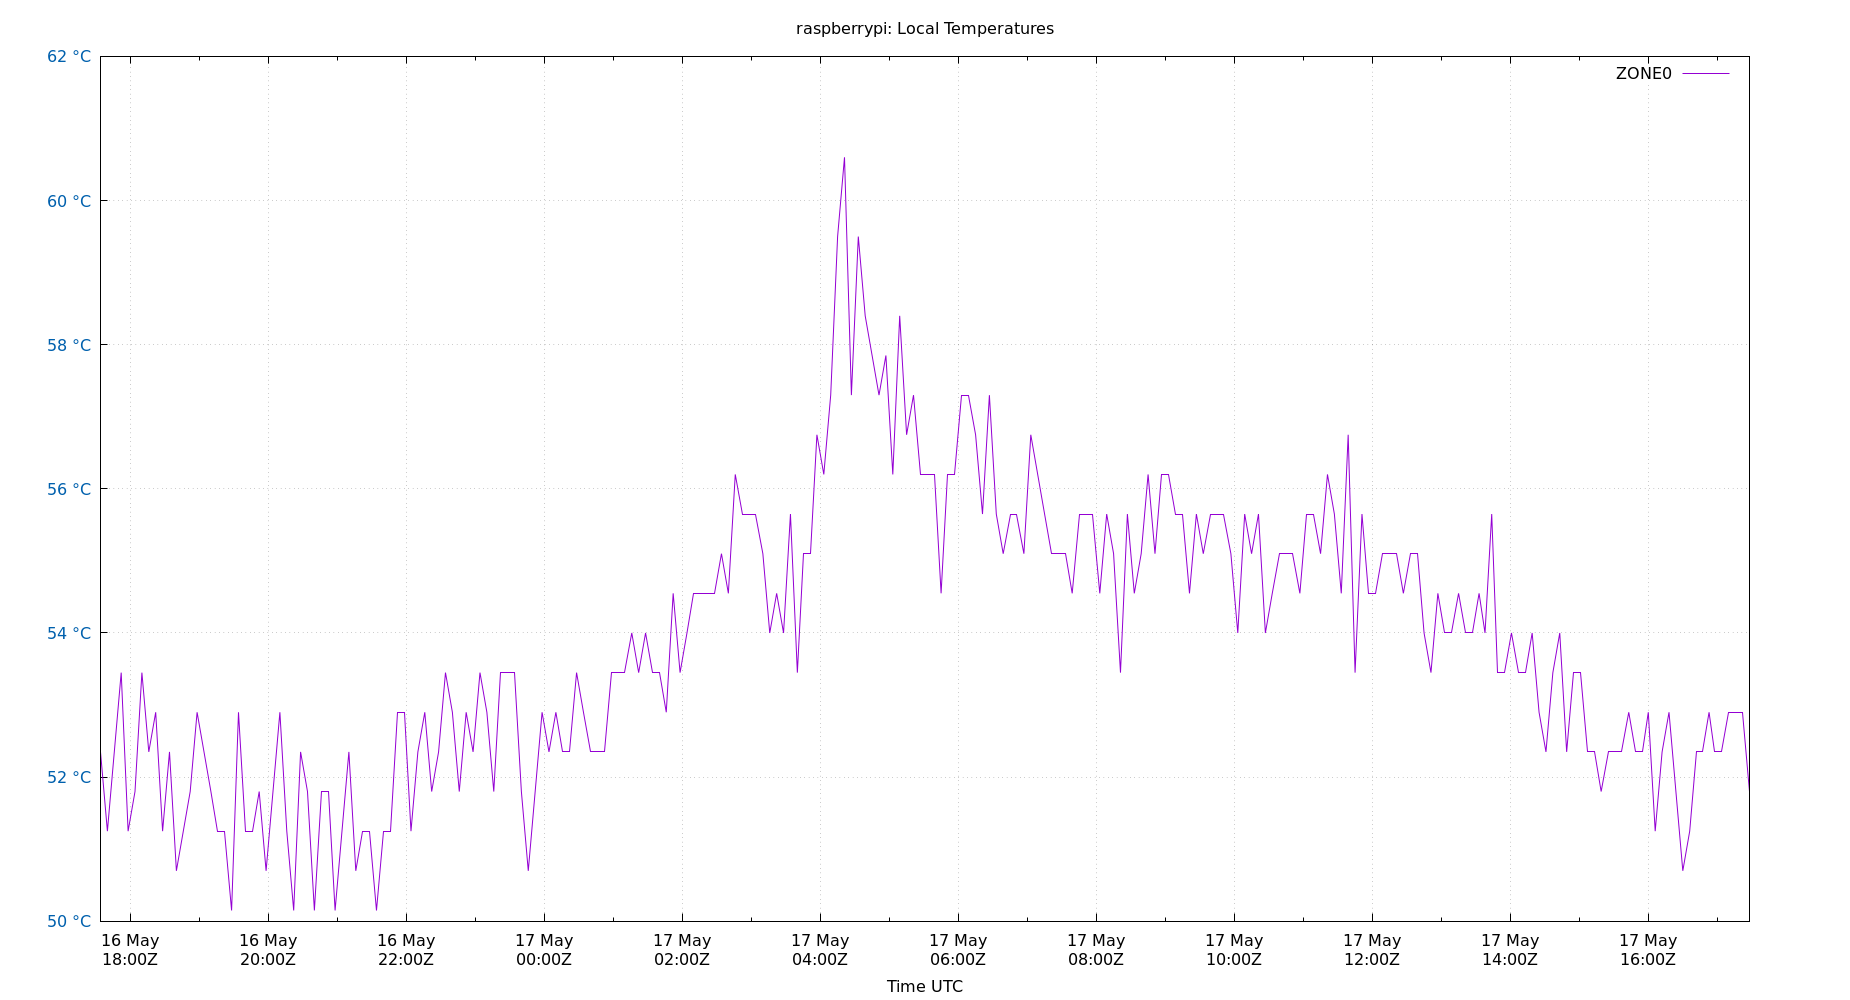 raspberrypi: Local Temperatures
62 °C
ZONE0
60 °C
58 °C
56 °C
54 °C
52 °C
50 °C
16 May 16 May 16 May 17 May 17 May 17 May 17 May 17 May 17 May 17 May 17 May 17 May
18:00Z 20:00Z 22:00Z 00:00Z 02:00Z 04:00Z 06:00Z 08:00Z 10:00Z 12:00Z 14:00Z 16:00Z
Time UTC